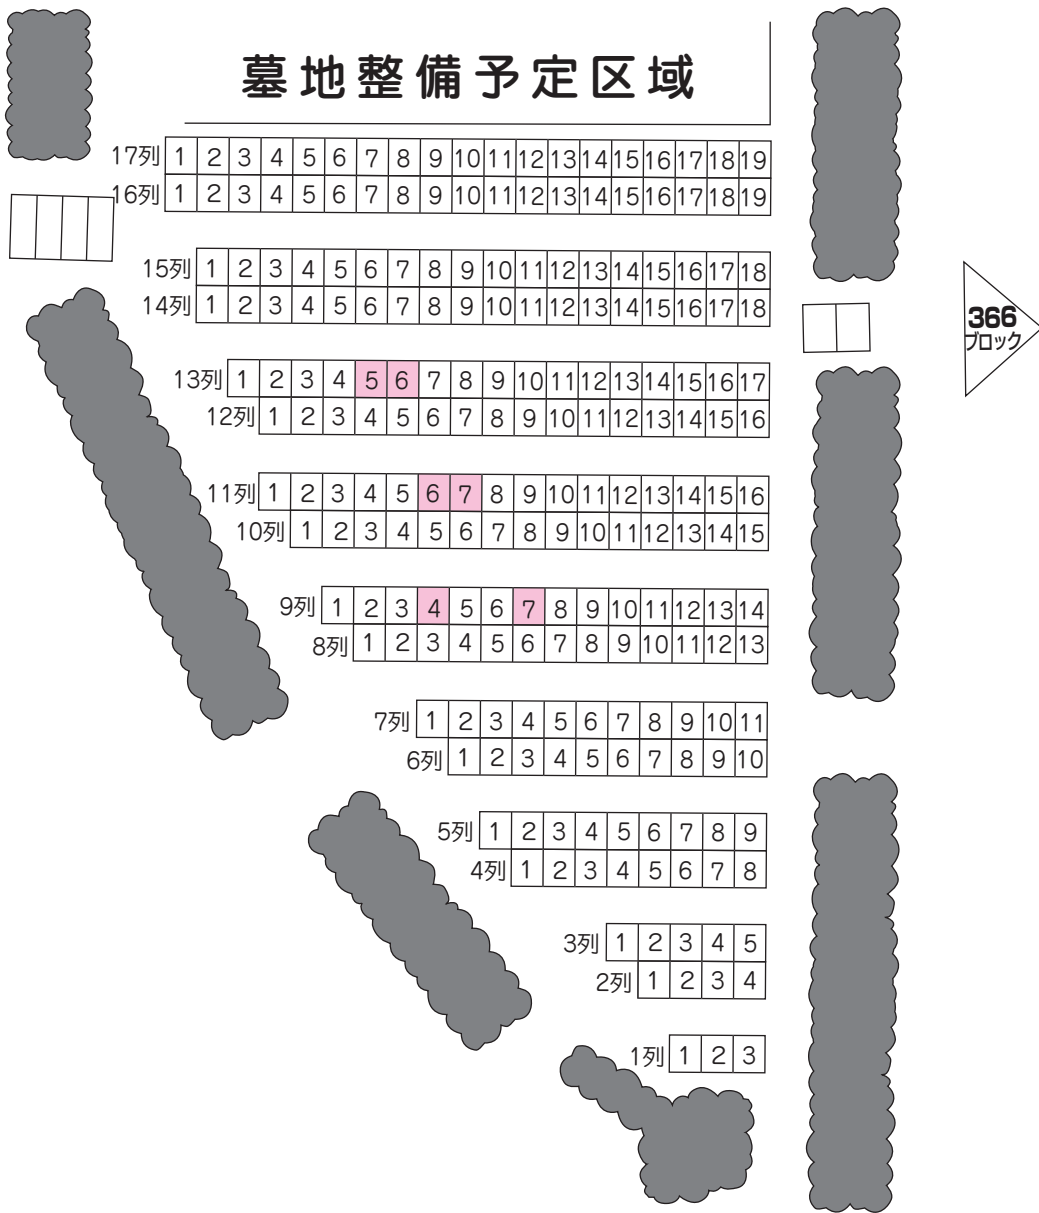 墓地整備予定区域
17列 1 2 3 4 5 6 7 8 9 10 11 12 13 14 15 16 17 18 19
16列 1 2 3 4 5 6 7 8 9 10 11 12 13 14 15 16 17 18 19
15列 1 2 3 4 5 6 7 8 9 10 11 12 13 14 15 16 17 18
14列 1 2 3 4 5 6 7 8 9 10 11 12 13 14 15 16 17 18
366
ブロック
13列 1 2 3 4 5 6 7 8 9 10 11 12 13 14 15 16 17
12列 1 2 3 4 5 6 7 8 9 10 11 12 13 14 15 16
11列 1 2 3 4 5 6 7 8 9 10 11 12 13 14 15 16
10列 1 2 3 4 5 6 7 8 9 10 11 12 13 14 15
9列 1 2 3 4 5 6 7 8 9 10 11 12 13 14
8列 1 2 3 4 5 6 7 8 9 10 11 12 13
7列 1 2 3 4 5 6 7 8 9 10 11
6列 1 2 3 4 5 6 7 8 9 10
5列 1 2 3 4 5 6 7 8 9
4列 1 2 3 4 5 6 7 8
3列 1 2 3 4 5
2列 1 2 3 4
1列 1 2 3